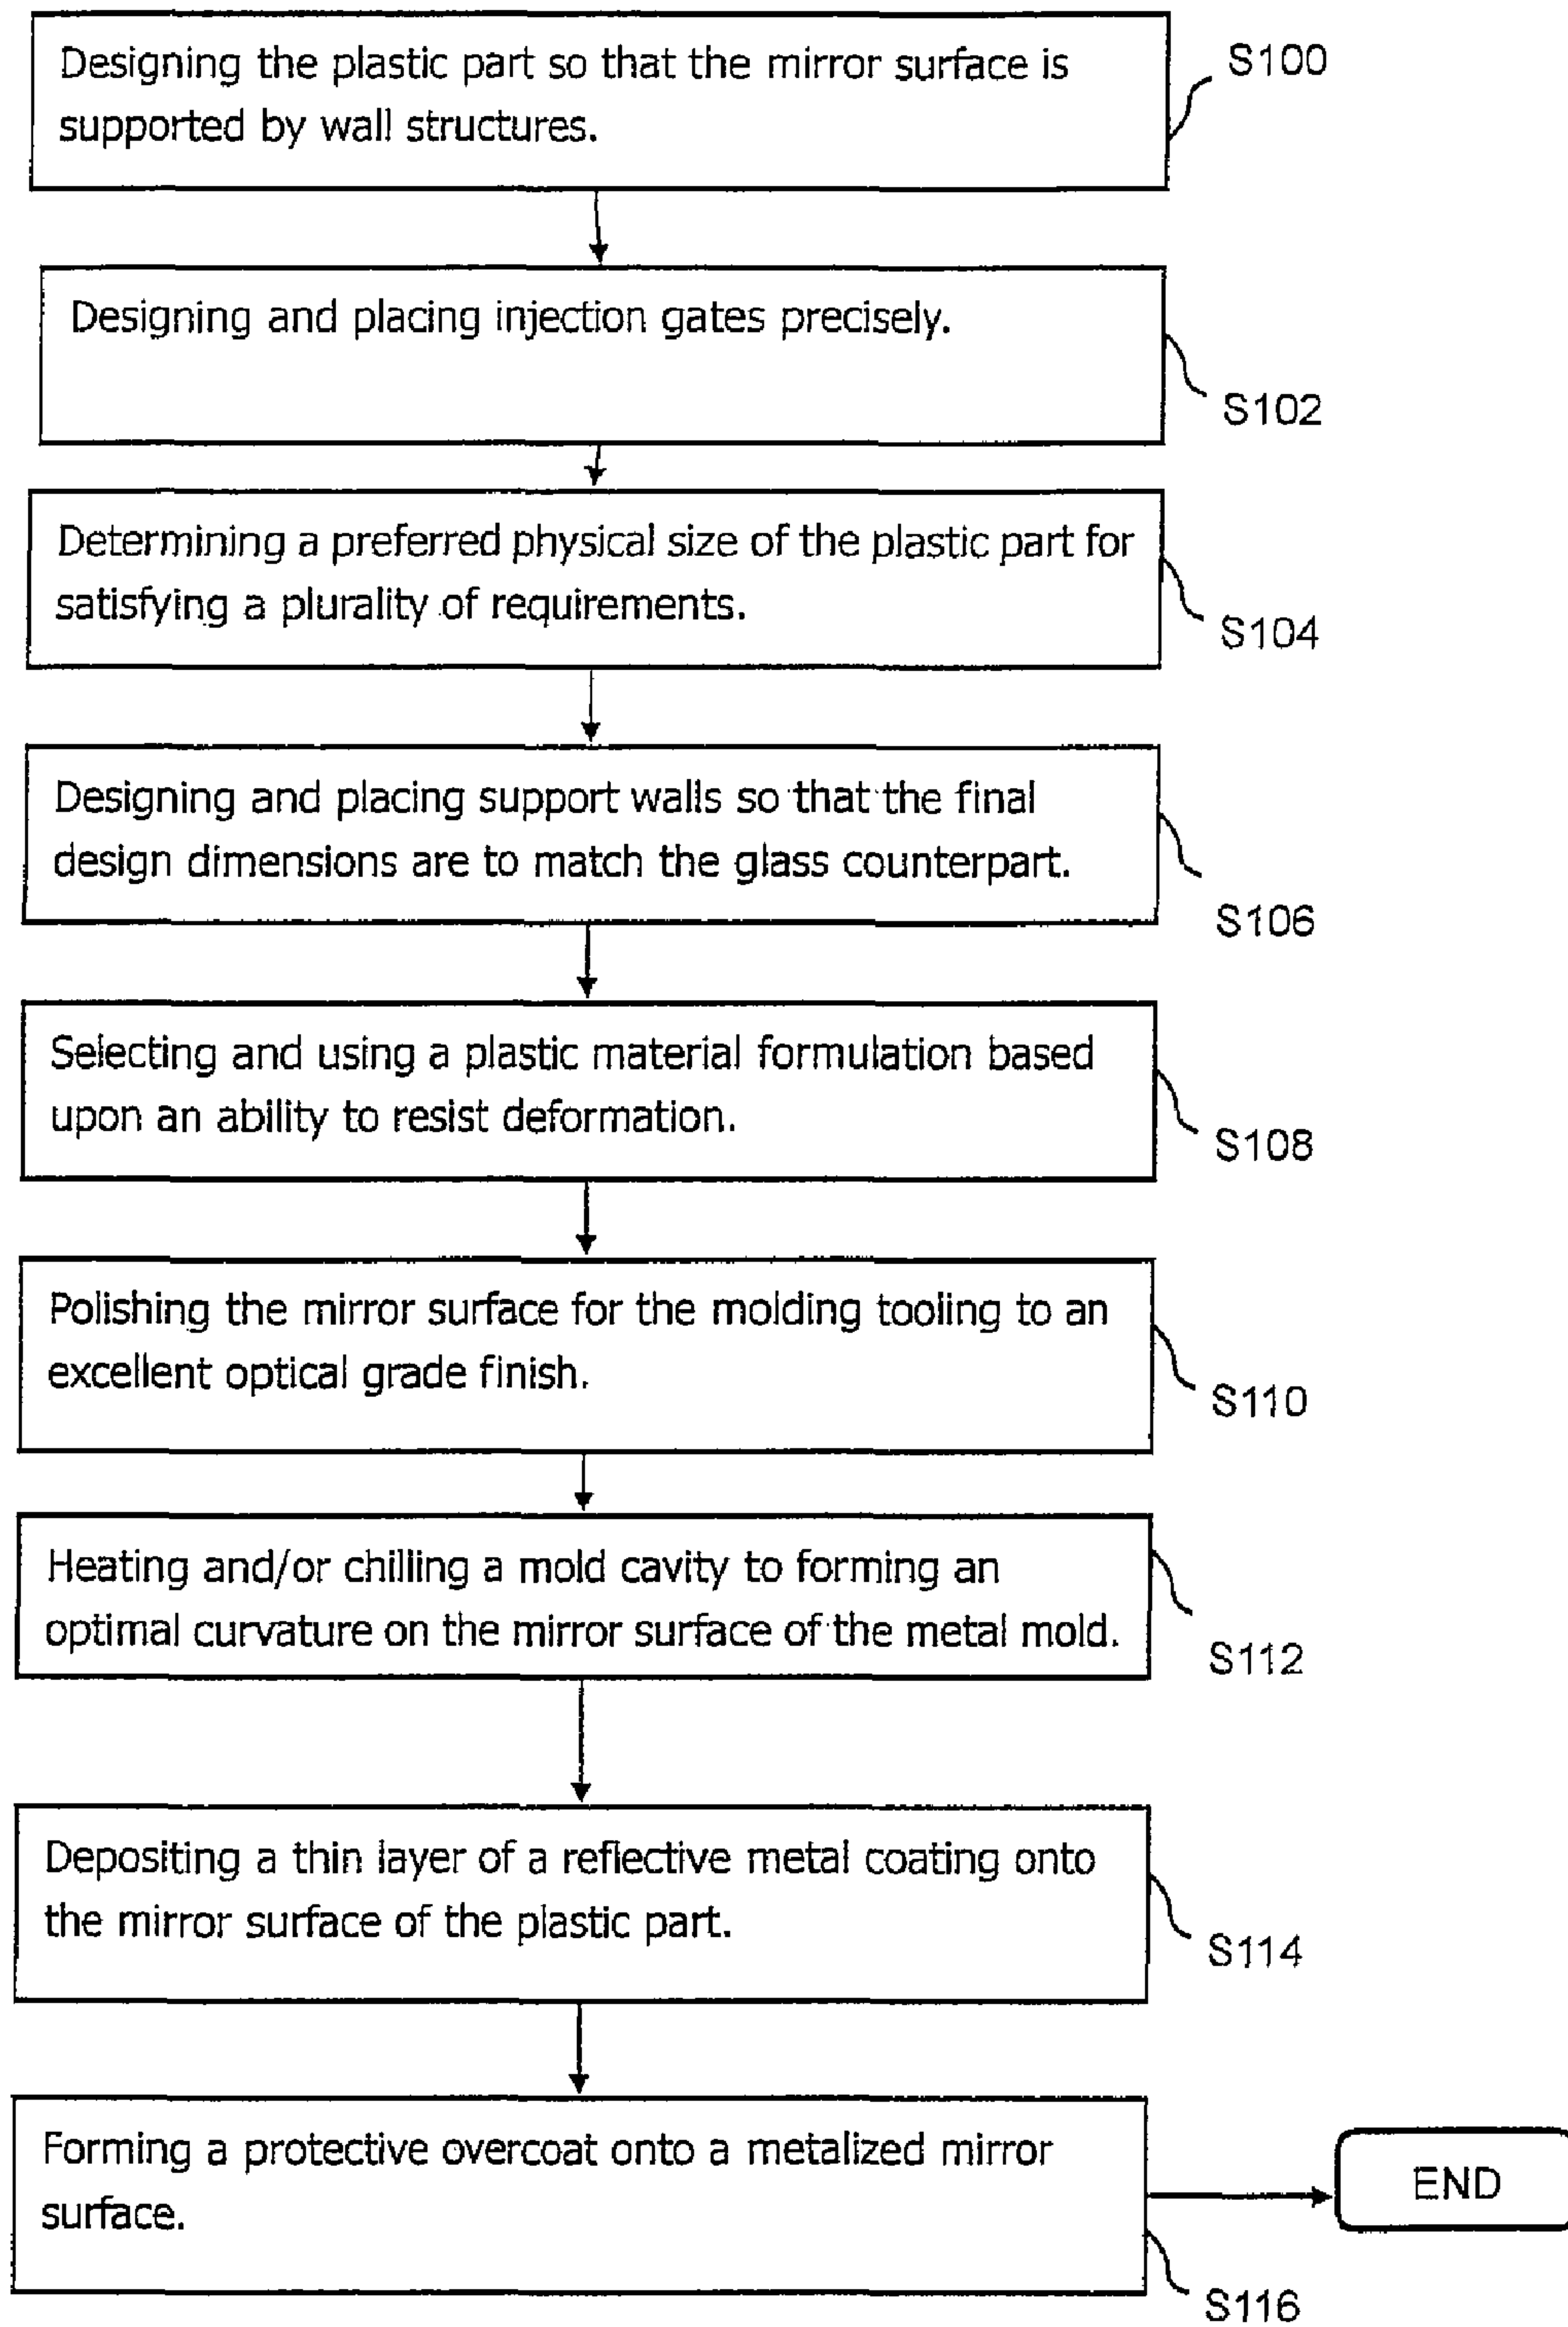 Designing the plastic part so that the mirror surface is
supported by wall structures.
S100
Designing and placing injection gates precisely.
S102
Determining a preferred physical size of the plastic part for
satisfying a plurality of requirements.
S104
Designing and placing support walls so that the final
design dimensions are to match the glass counterpart.
S106
Selecting and using a plastic material formulation based
upon an ability to resist deformation.
S108
Polishing the mirror surface for the molding tooling to an
excellent optical grade finish.
S110
Heating and/or chilling a mold cavity to forming an
optimal curvature on the mirror surface of the metal mold.
S112
Depositing a thin layer of a reflective metal coating onto
the mirror surface of the plastic part.
S114
Forming a protective overcoat onto a metalized mirror
surface.
END
S116